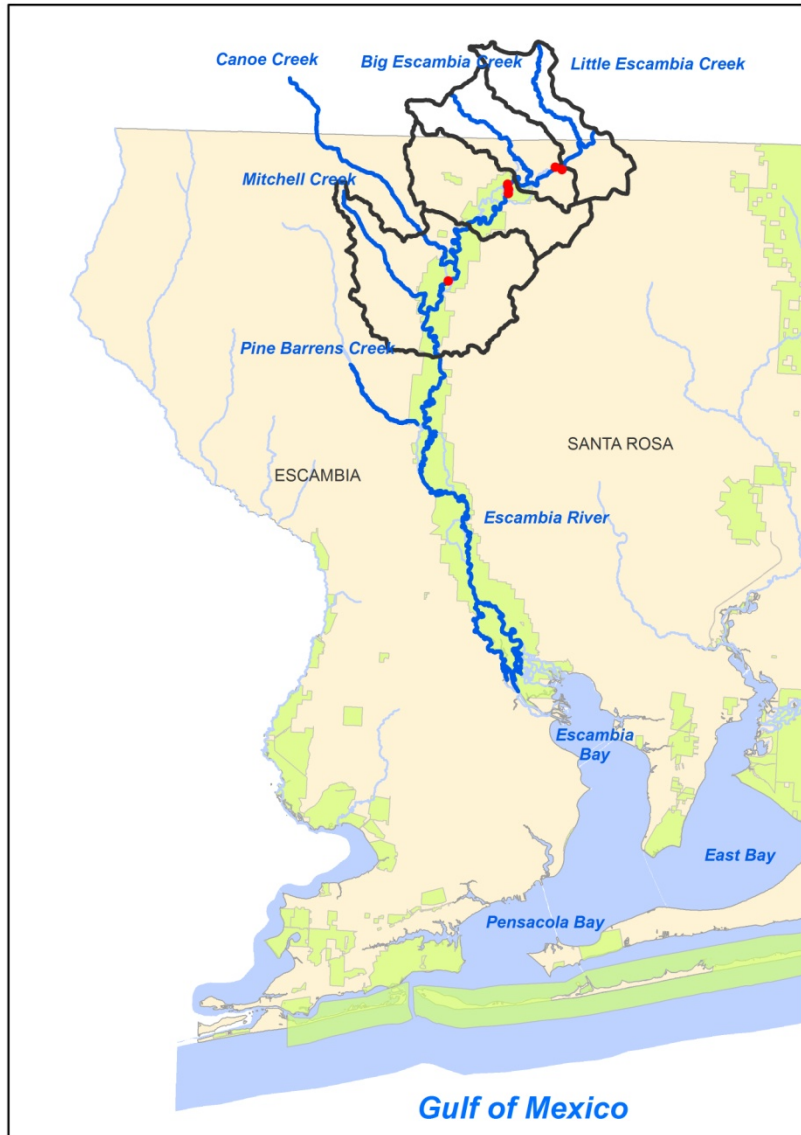 Canoe Creek
Big Escambia Creek
Little Escambia Creek
Mitchell Creek
Pine Barrens Creek
SANTA ROSA
ESCAMBIA
Escambia River
Escambia
Bay
East Bay
Pensacola Bay
Gulf of Mexico